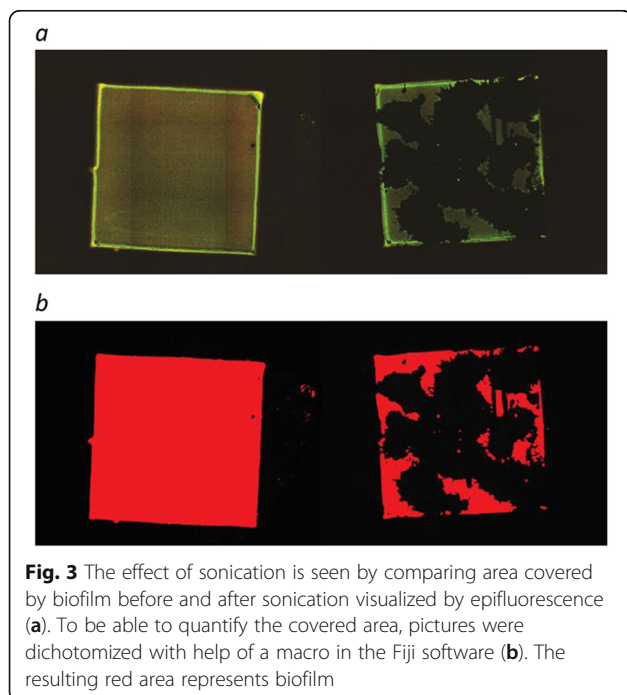 a
b
Fig. 3 The effect of sonication is seen by comparing area covered
by biofilm before and after sonication visualized by epifluorescence
(a). To be able to quantify the covered area, pictures were
dichotomized with help of a macro in the Fiji software (b). The
resulting red area represents biofilm